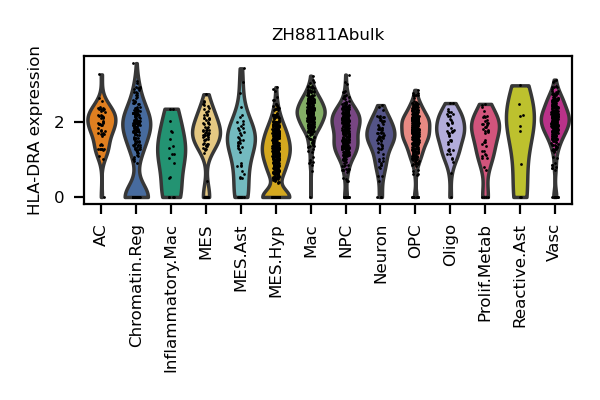 ZH8811Abulk
HLA-DRA expression
2
0
AC
Chromatin.Reg
Inflammatory.Mac
MES
MES.Ast
MES.Hyp
Mac
NPC
Neuron
OPC
Oligo
Prolif.Metab
Reactive.Ast
Vasc